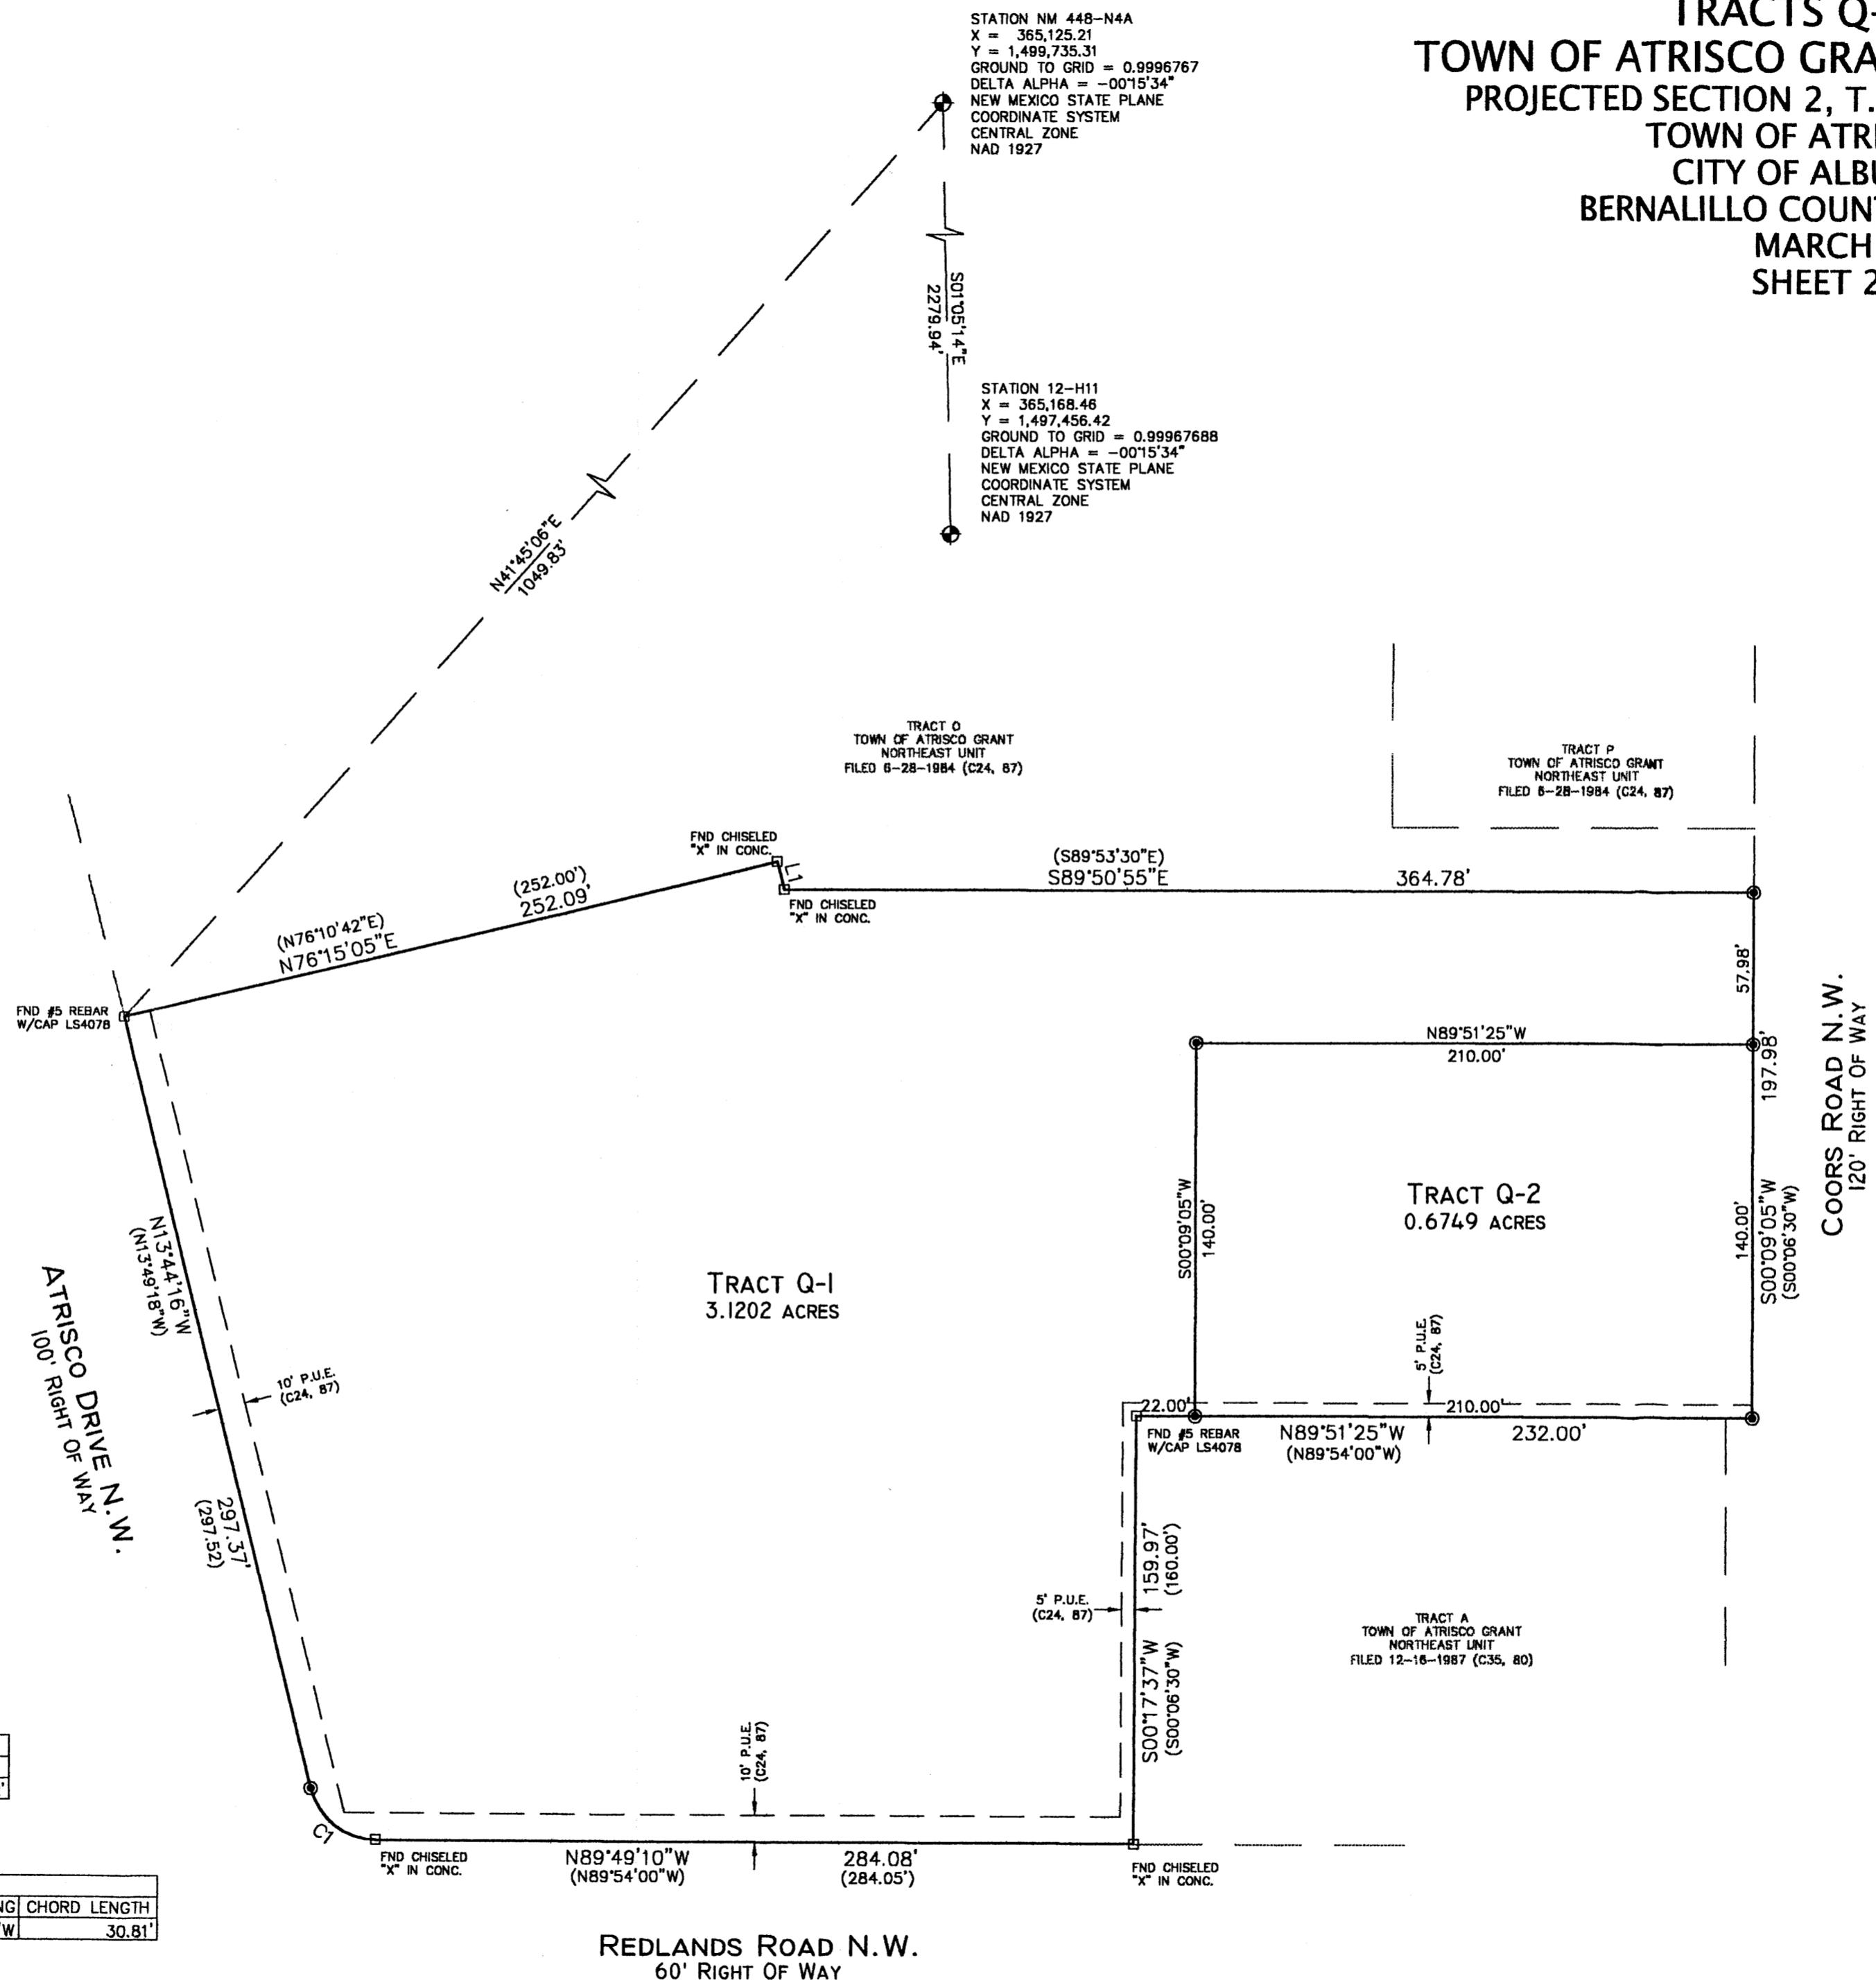 TRACTS Q-
TOWN OF ATRISCO GRA
PROJECTED SECTION 2, T.
TOWN OF ATR
CITY OF ALB
BERNALILLO COUN
MARCH
SHEET 2
STATION NM 448-N4A
X = 365,125.21
Y = 1,499,735.31
GROUND TO GRID = 0.9996767
DELTA ALPHA = -00°15'34"
NEW MEXICO STATE PLANE
COORDINATE SYSTEM
CENTRAL ZONE
NAD 1927
S01°05'14"E
2279.94'
STATION 12-H11
X = 365,168.46
Y = 1,497,456.42
GROUND TO GRID = 0.99967688
DELTA ALPHA = -00°15'34"
NEW MEXICO STATE PLANE
COORDINATE SYSTEM
CENTRAL ZONE
NAD 1927
N41°45'06"E
1049.83'
TRACT O
TOWN OF ATRISCO GRANT
NORTHEAST UNIT
FILED 6-28-1984 (C24, 87)
TRACT P
TOWN OF ATRISCO GRANT
NORTHEAST UNIT
FILED 6-28-1984 (C24, 87)
FND CHISELED
"X" IN CONC.
L1
FND CHISELED
"X" IN CONC.
(S89°53'30"E)
S89°50'55"E
364.78'
(252.00')
252.09'
(N76°10'42"E)
N76°15'05"E
FND #5 REBAR
W/CAP LS4078
57.98'
197.98'
COORS ROAD N.W.
120' RIGHT OF WAY
N89°51'25"W
210.00'
S00°09'05"W
140.00'
TRACT Q-2
0.6749 ACRES
140.00'
S00°09'05"W
(S00°06'30"W)
TRACT Q-1
3.1202 ACRES
N13°44'16"W
(N13°49'18"W)
ATRISCO DRIVE N.W.
100' RIGHT OF WAY
10' P.U.E.
(C24, 87)
5' P.U.E.
(C24, 87)
22.00'
210.00'
FND #5 REBAR
W/CAP LS4078
N89°51'25"W
(N89°54'00"W)
232.00'
297.37'
(297.52)
159.97'
(160.00')
5' P.U.E.
(C24, 87)
S00°17'37"W
(S00°06'30"W)
TRACT A
TOWN OF ATRISCO GRANT
NORTHEAST UNIT
FILED 12-16-1987 (C35, 80)
10' P.U.E.
(C24, 87)
C1
FND CHISELED
"X" IN CONC.
N89°49'10"W
(N89°54'00"W)
284.08'
(284.05')
FND CHISELED
"X" IN CONC.
NG CHORD LENGTH
W 30.81'
REDLANDS ROAD N.W.
60' RIGHT OF WAY